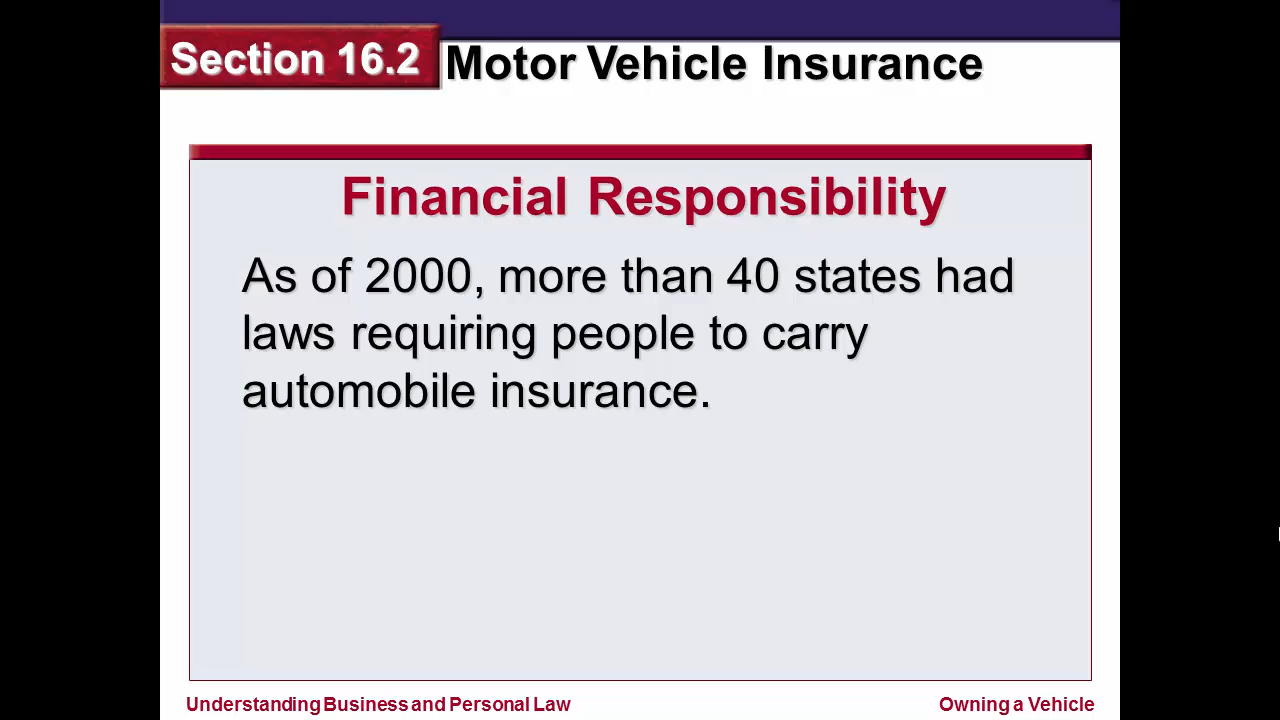 Section 16.2
Motor Vehicle Insurance
Financial Responsibility
As of 2000, more than 40 states had
laws requiring people to carry
automobile insurance.
Understanding Business and Personal Law
Owning a Vehicle